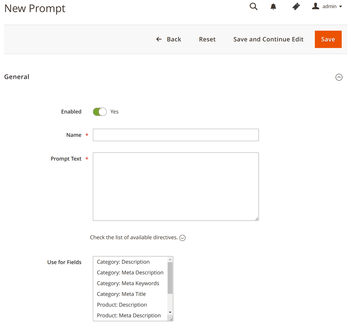 New Prompt
admin
Back Reset Save and Continue Edit Save
General
Enabled Yes
Name *
Prompt Text *
Check the list of available directives.
Use for Fields
Category: Description
Category: Meta Description
Category: Meta Keywords
Category: Meta Title
Product: Description
Product: Meta Description